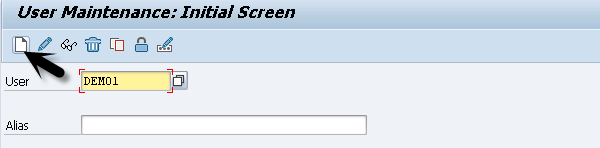 User Maintenance: Initial Screen
User DEMO1
Alias